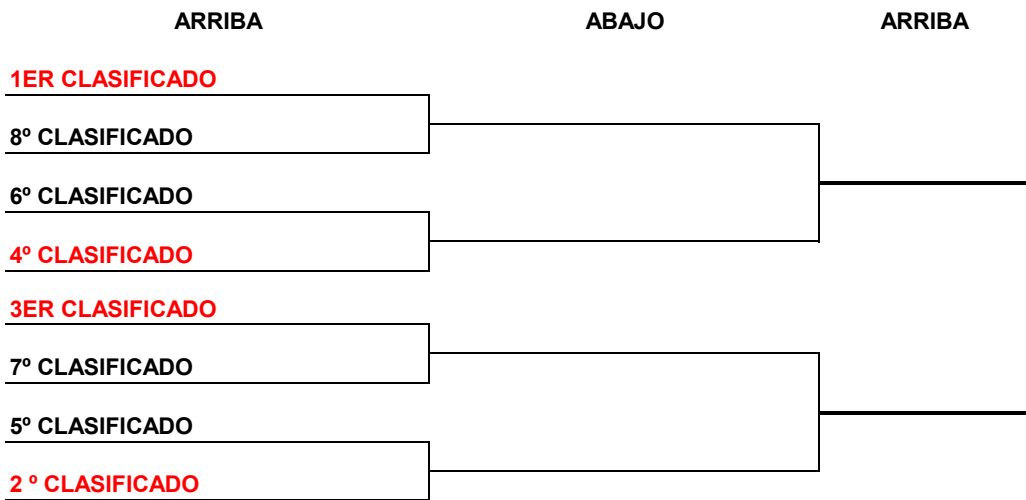 ARRIBA ABAJO ARRIBA
1ER CLASIFICADO
8º CLASIFICADO
6º CLASIFICADO
4º CLASIFICADO
3ER CLASIFICADO
7º CLASIFICADO
5º CLASIFICADO
2 º CLASIFICADO